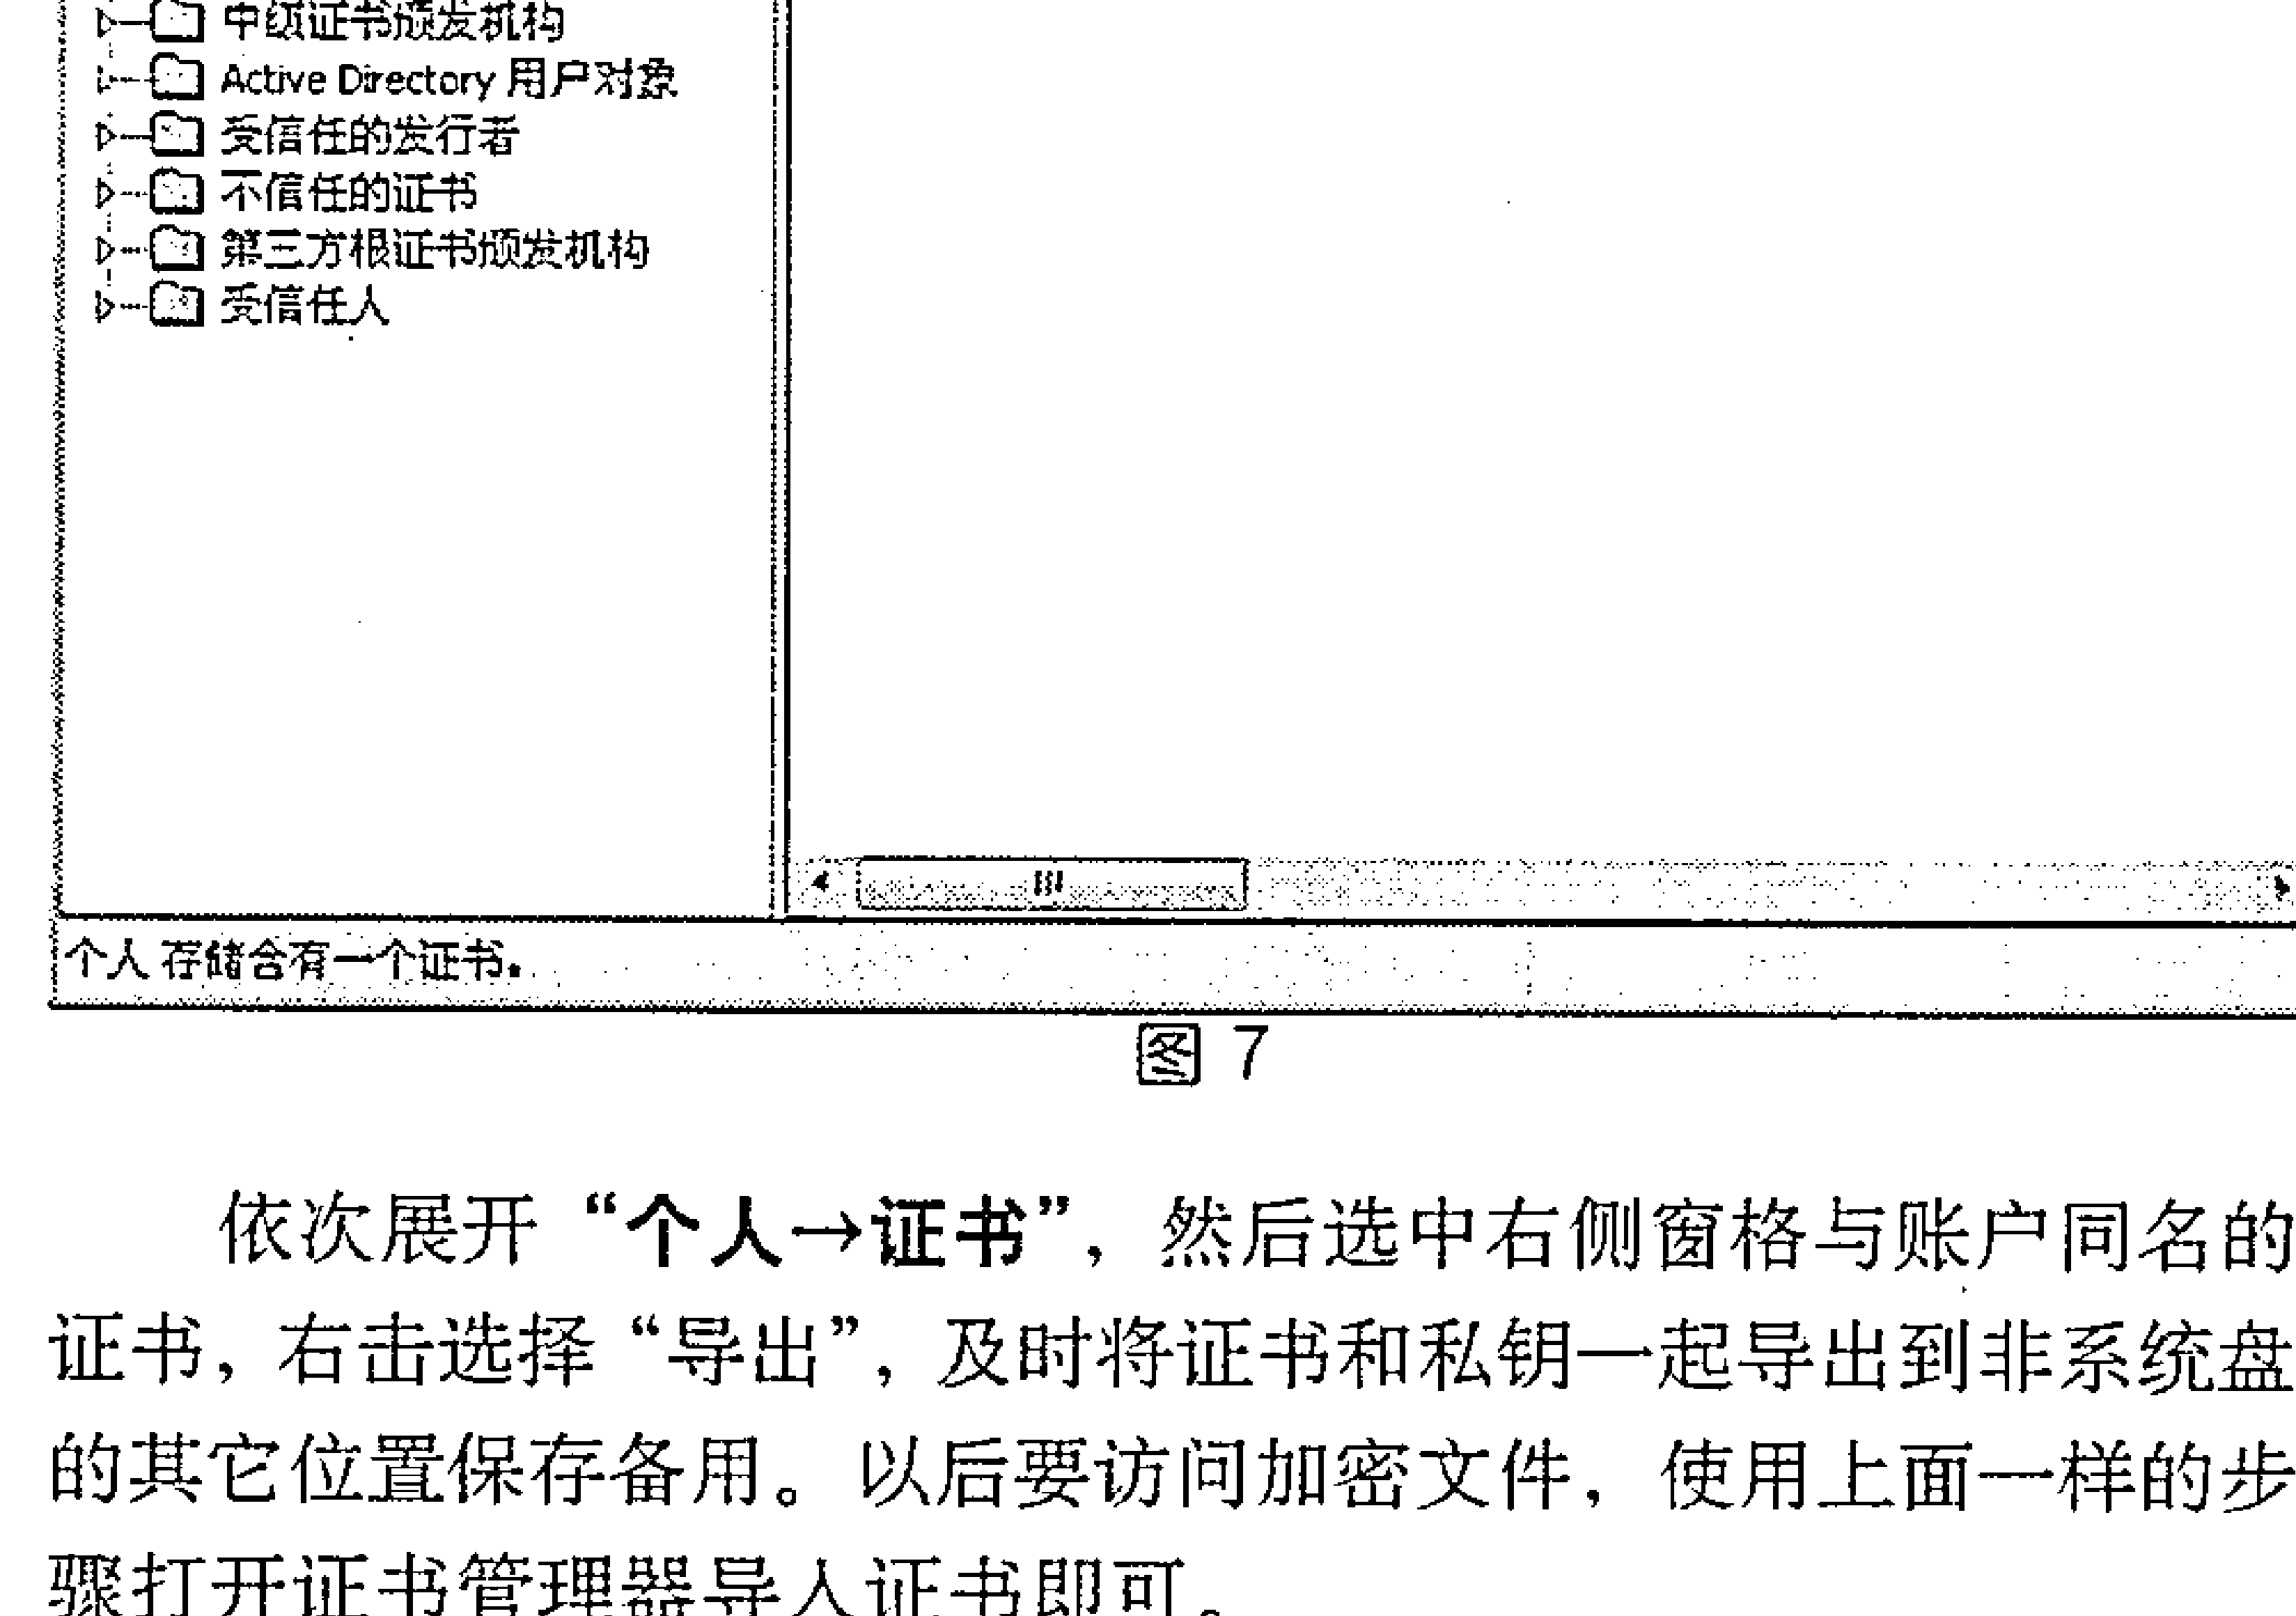 中级证书颁发机构
Active Directory 用户对象
受信任的发行者
不信任的证书
第三方根证书颁发机构
受信任人
个人 存储含有一个证书。
图 7
依次展开“个人→证书”，然后选中右侧窗格与账户同名的
证书，右击选择“导出”，及时将证书和私钥一起导出到非系统盘
的其它位置保存备用。以后要访问加密文件，使用上面一样的步
骤打开证书管理器导入证书即可。